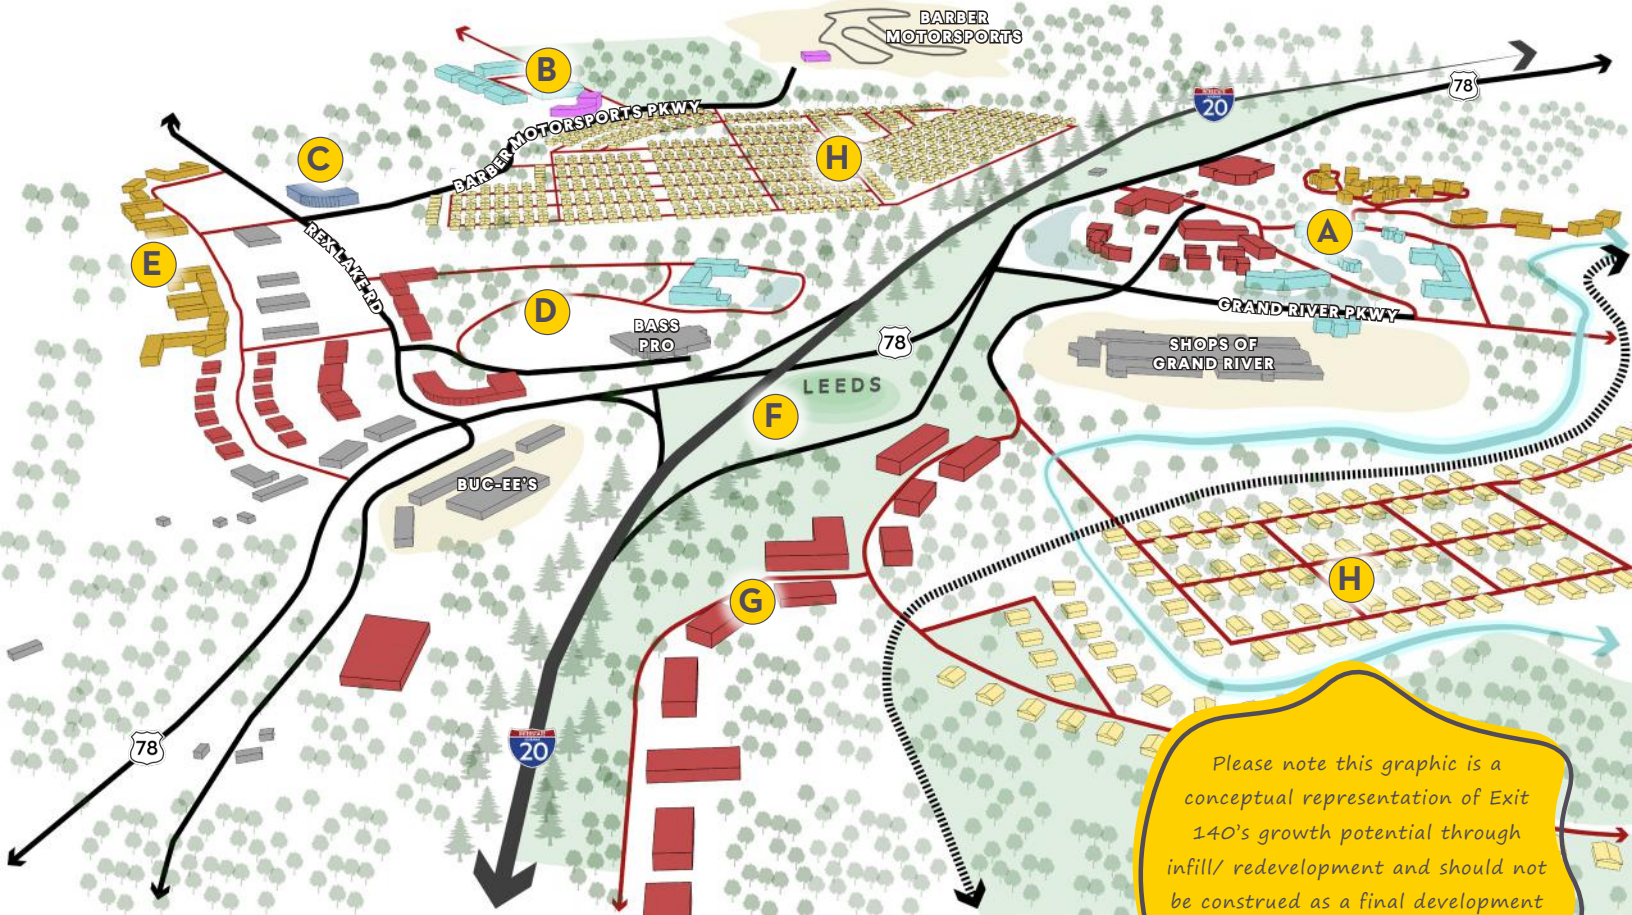 BARBER
MOTORSPORTS
B
78
INTERSTATE
20
BARBER MOTORSPORTS PKWY
C
H
REX LAKE RD
A
E
GRAND RIVER PKWY
D
BASS
PRO
78
SHOPS OF
GRAND RIVER
LEEDS
F
BUC-EE'S
H
G
78
INTERSTATE
20
Please note this graphic is a
conceptual representation of Exit
140's growth potential through
infill/ redevelopment and should not
be construed as a final development